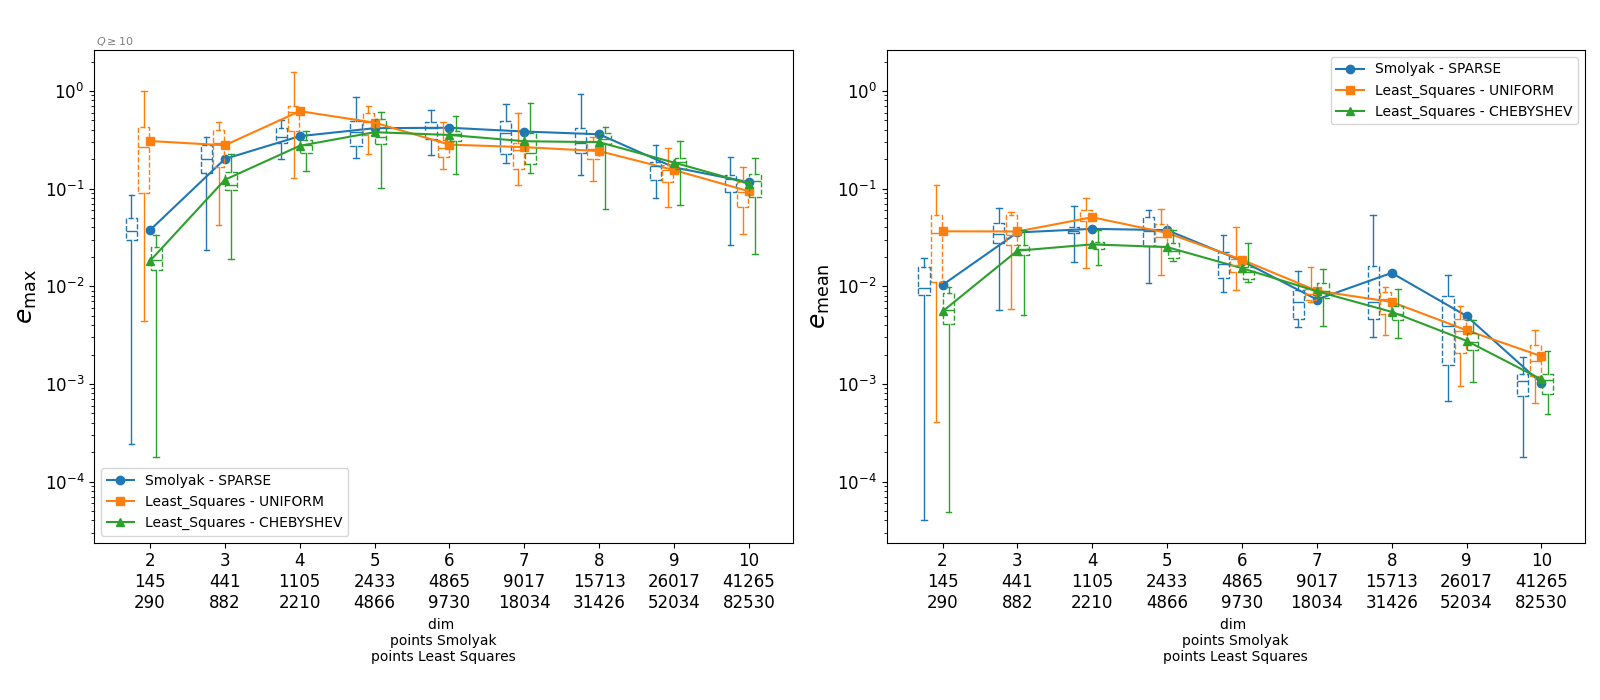 Q ≥ 10
10⁰
10⁻¹
10⁻²
10⁻³
10⁻⁴
e_max
Smolyak - SPARSE
Least_Squares - UNIFORM
Least_Squares - CHEBYSHEV
2 3 4 5 6 7 8 9 10
145 441 1105 2433 4865 9017 15713 26017 41265
290 882 2210 4866 9730 18034 31426 52034 82530
dim
points Smolyak
points Least Squares
10⁰
10⁻¹
10⁻²
10⁻³
10⁻⁴
e_mean
Smolyak - SPARSE
Least_Squares - UNIFORM
Least_Squares - CHEBYSHEV
2 3 4 5 6 7 8 9 10
145 441 1105 2433 4865 9017 15713 26017 41265
290 882 2210 4866 9730 18034 31426 52034 82530
dim
points Smolyak
points Least Squares